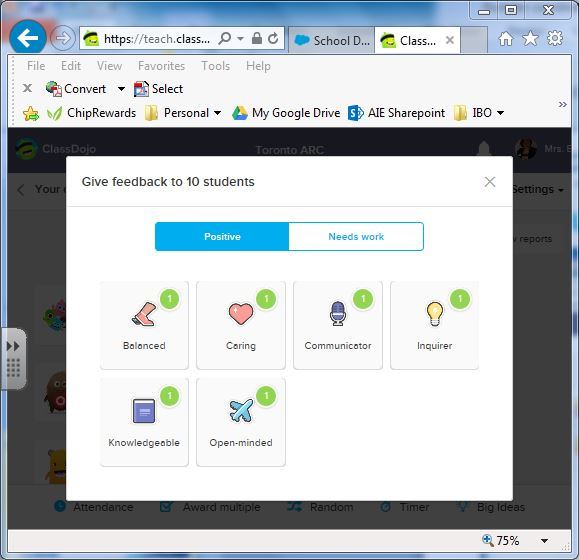 https://teach.class...
School D...
Class...
File Edit View Favorites Tools Help
x Convert Select
ChipRewards Personal My Google Drive AIE Sharepoint IBO »
ClassDojo Toronto ARC Mrs. B
Give feedback to 10 students
Your c
Settings
Positive Needs work
w reports
1 1 1 1
Balanced Caring Communicator Inquirer
1 1
Knowledgeable Open-minded
Attendance Award multiple Random Timer Big Ideas
75%